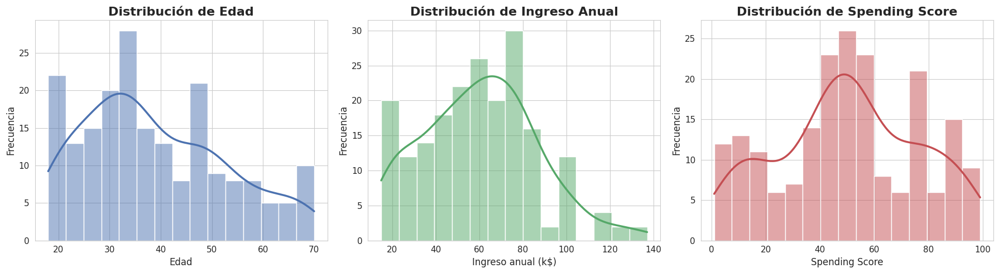 Distribución de Edad
Frecuencia
25
20
15
10
5
0
20 30 40 50 60 70
Edad
Distribución de Ingreso Anual
Frecuencia
30
25
20
15
10
5
0
20 40 60 80 100 120 140
Ingreso anual (k$)
Distribución de Spending Score
Frecuencia
25
20
15
10
5
0
0 20 40 60 80 100
Spending Score